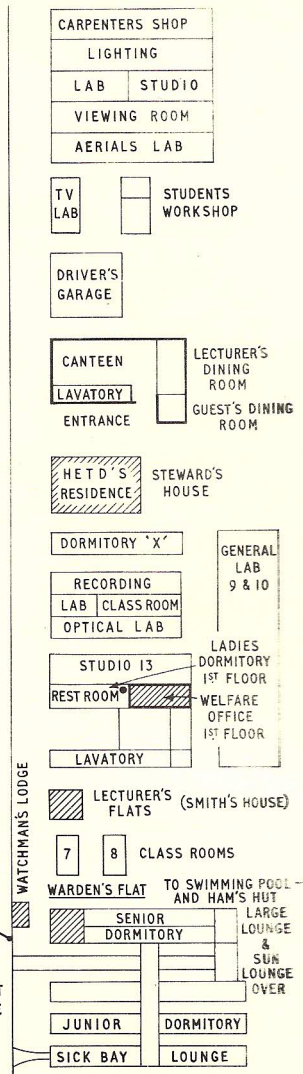 CARPENTERS SHOP
LIGHTING
LAB STUDIO
VIEWING ROOM
AERIALS LAB
TV
LAB
STUDENTS
WORKSHOP
DRIVER'S
GARAGE
CANTEEN
LAVATORY
ENTRANCE
LECTURER'S
DINING
ROOM
GUEST'S DINING
ROOM
HETD'S
RESIDENCE
STEWARD'S
HOUSE
DORMITORY 'X'
GENERAL
LAB
9 & 10
RECORDING
LAB CLASS ROOM
OPTICAL LAB
STUDIO 13
REST ROOM
LADIES
DORMITORY
1ST FLOOR
WELFARE
OFFICE
1ST FLOOR
LAVATORY
LECTURER'S
FLATS
(SMITH'S HOUSE)
7 8 CLASS ROOMS
WATCHMAN'S LODGE
WARDEN'S FLAT
TO SWIMMING POOL
AND HAM'S HUT
SENIOR
DORMITORY
LARGE
LOUNGE
&
SUN
LOUNGE
OVER
JUNIOR DORMITORY
SICK BAY LOUNGE